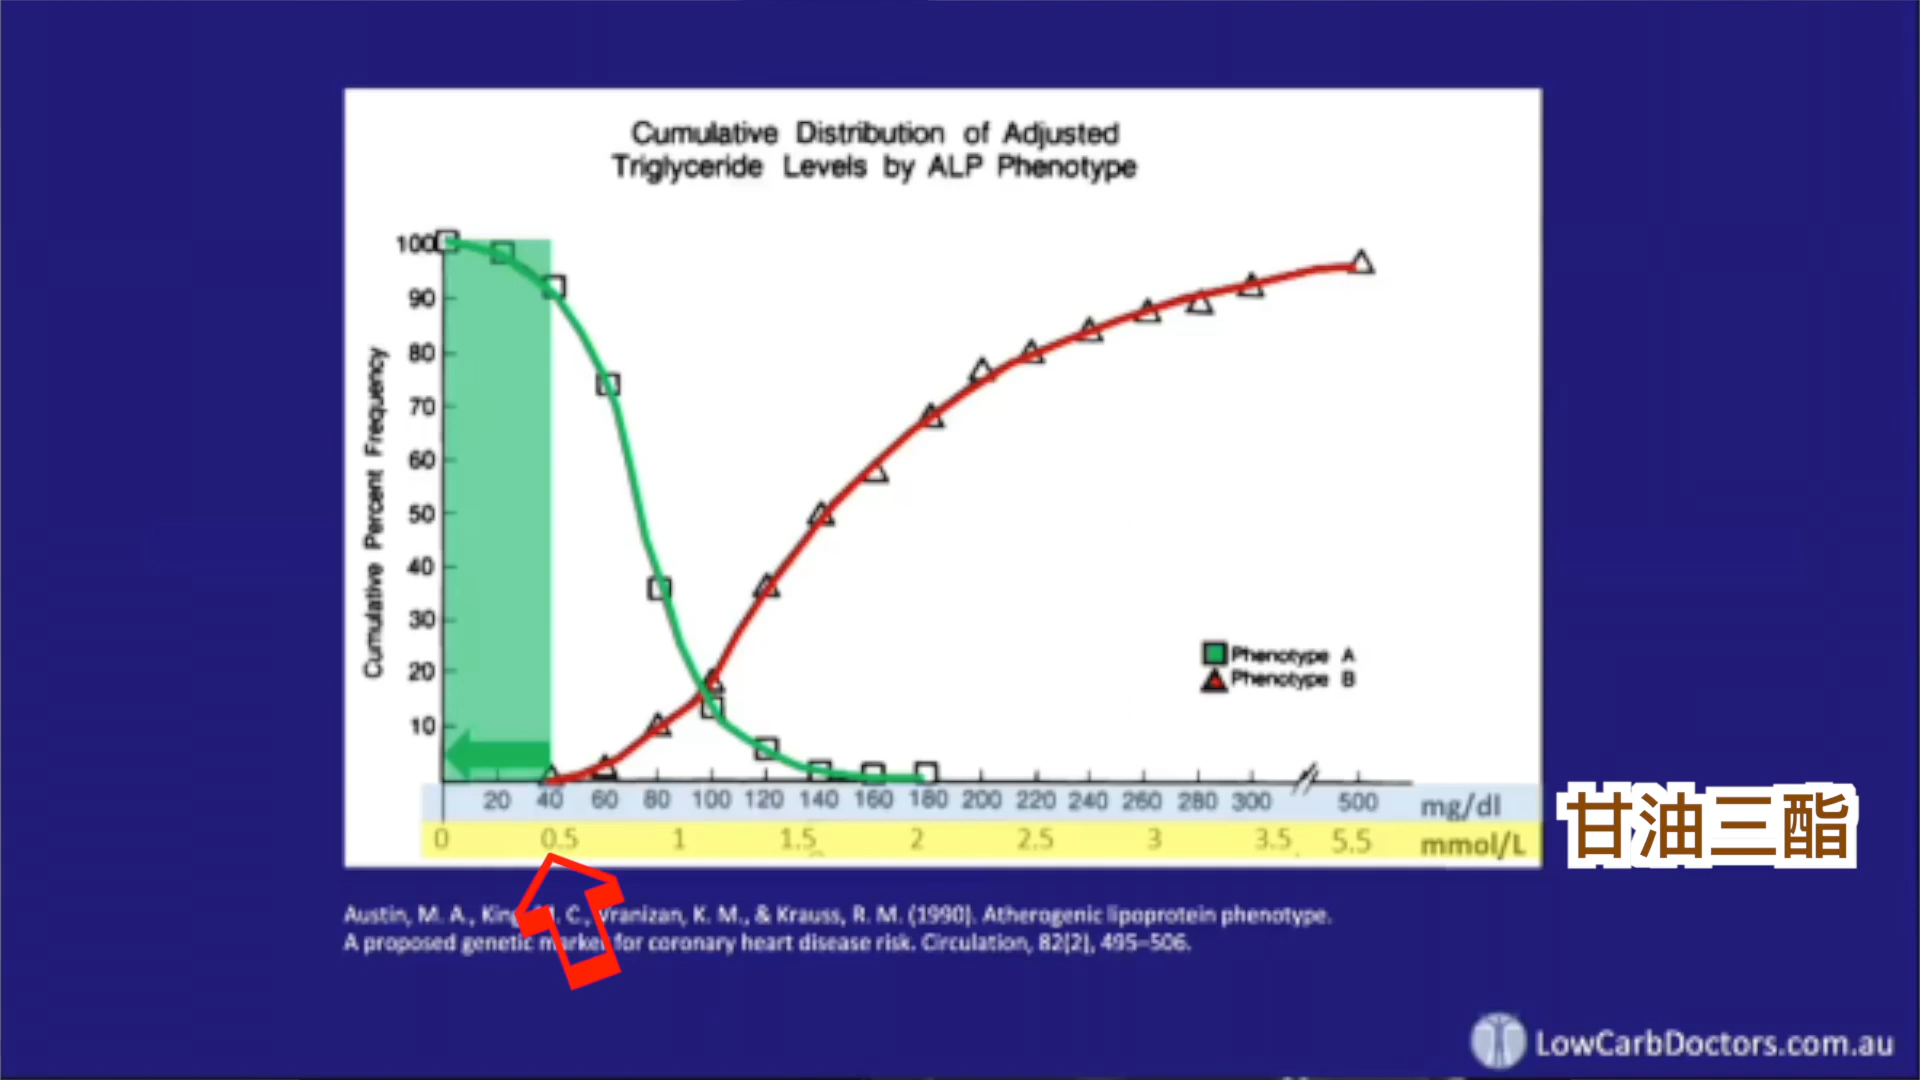 Cumulative Distribution of Adjusted
Triglyceride Levels by ALP Phenotype
Cumulative Percent Frequency
100
90
80
70
60
50
40
30
20
10
Phenotype A
Phenotype B
20 40 60 80 100 120 140 160 180 200 220 240 260 280 300 500 mg/dl
0 0.5 1 1.5 2 2.5 3 3.5 5.5 mmol/L
甘油三酯
Austin, M. A., King, M. C., Vranizan, K. M., & Krauss, R. M. (1990). Atherogenic lipoprotein phenotype.
A proposed genetic marker for coronary heart disease risk. Circulation, 82(2), 495–506.
LowCarbDoctors.com.au